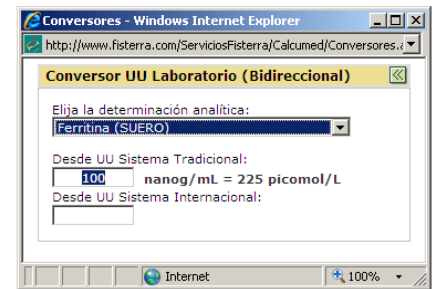 Conversores - Windows Internet Explorer
http://www.fisterra.com/ServiciosFisterra/Calcumed/Conversores.
Conversor UU Laboratorio (Bidireccional)
Elija la determinación analítica:
Ferritina (SUERO)
Desde UU Sistema Tradicional:
100 nanog/mL = 225 picomol/L
Desde UU Sistema Internacional:
Internet 100%